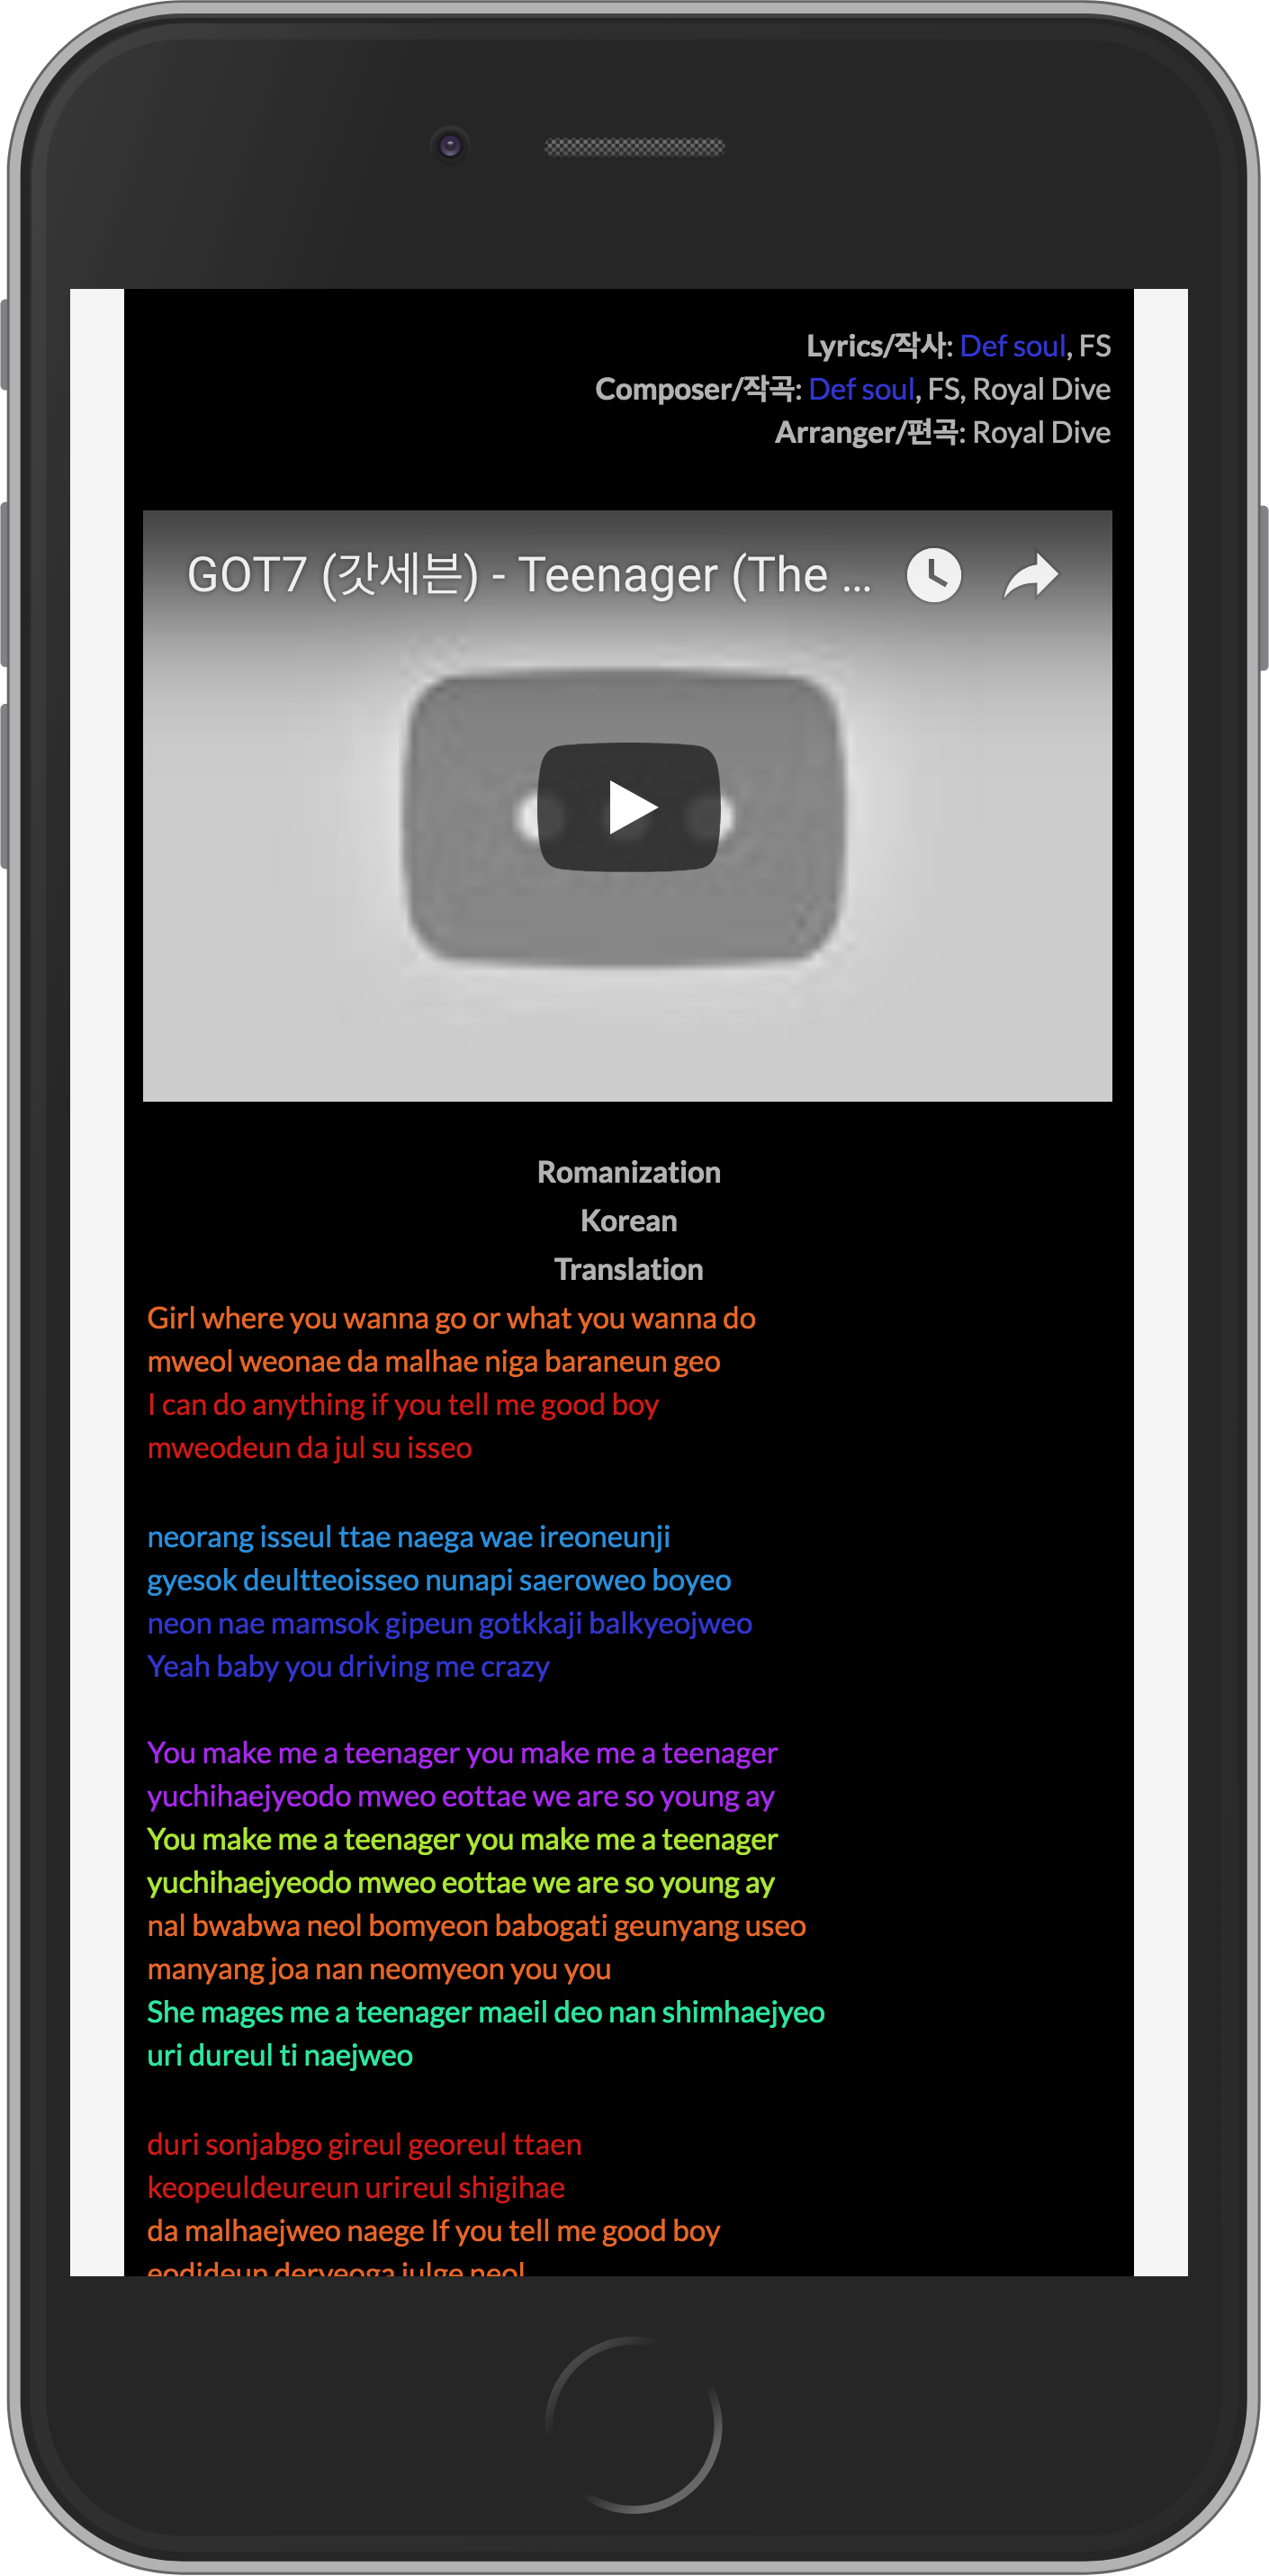 Lyrics/작사: Def soul, FS
Composer/작곡: Def soul, FS, Royal Dive
Arranger/편곡: Royal Dive
GOT7 (갓세븐) - Teenager (The ...
Romanization
Korean
Translation
Girl where you wanna go or what you wanna do
mweol weonae da malhae niga baraneun geo
I can do anything if you tell me good boy
mweodeun da jul su isseo
neorang isseul ttae naega wae ireoneunji
gyesok deultteoisseo nunapi saeroweo boyeo
neon nae mamsok gipeun gotkkaji balkyeojweo
Yeah baby you driving me crazy
You make me a teenager you make me a teenager
yuchihaejyeodo mweo eottae we are so young ay
You make me a teenager you make me a teenager
yuchihaejyeodo mweo eottae we are so young ay
nal bwabwa neol bomyeon babogati geunyang useo
manyang joa nan neomyeon you you
She mages me a teenager maeil deo nan shimhaejyeo
uri dureul ti naejweo
duri sonjabgo gireul georeul ttaen
keopeuldeureun urireul shigihae
da malhaejweo naege If you tell me good boy
eodideun deryeoga julge neol